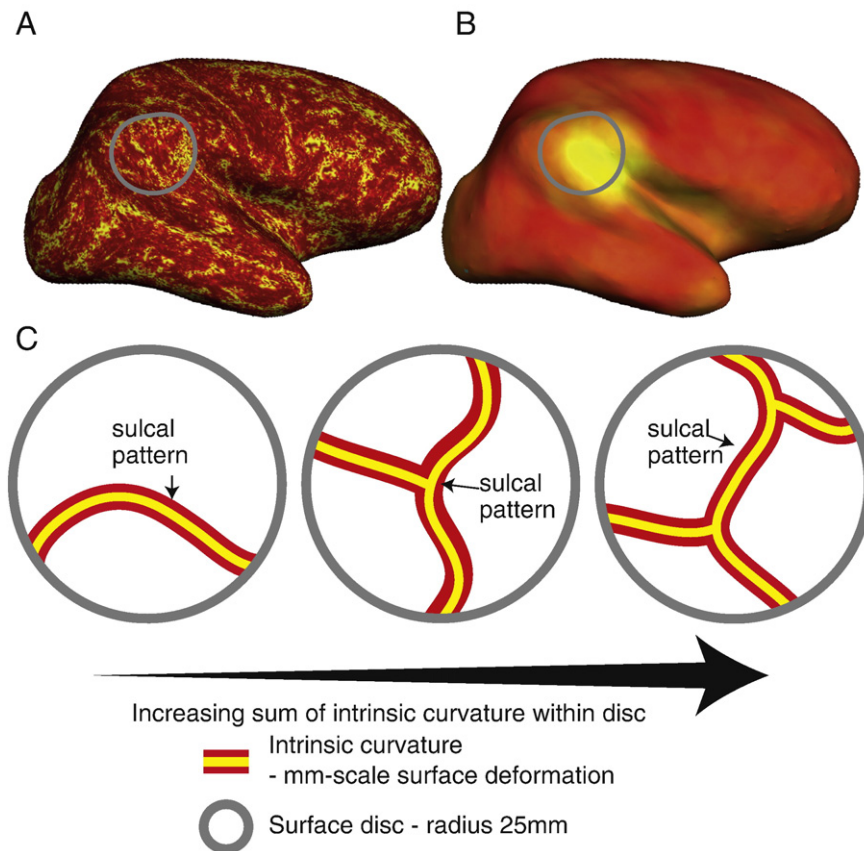 A
B
C
sulcal
pattern
sulcal
pattern
sulcal
pattern
Increasing sum of intrinsic curvature within disc
Intrinsic curvature
- mm-scale surface deformation
Surface disc - radius 25mm